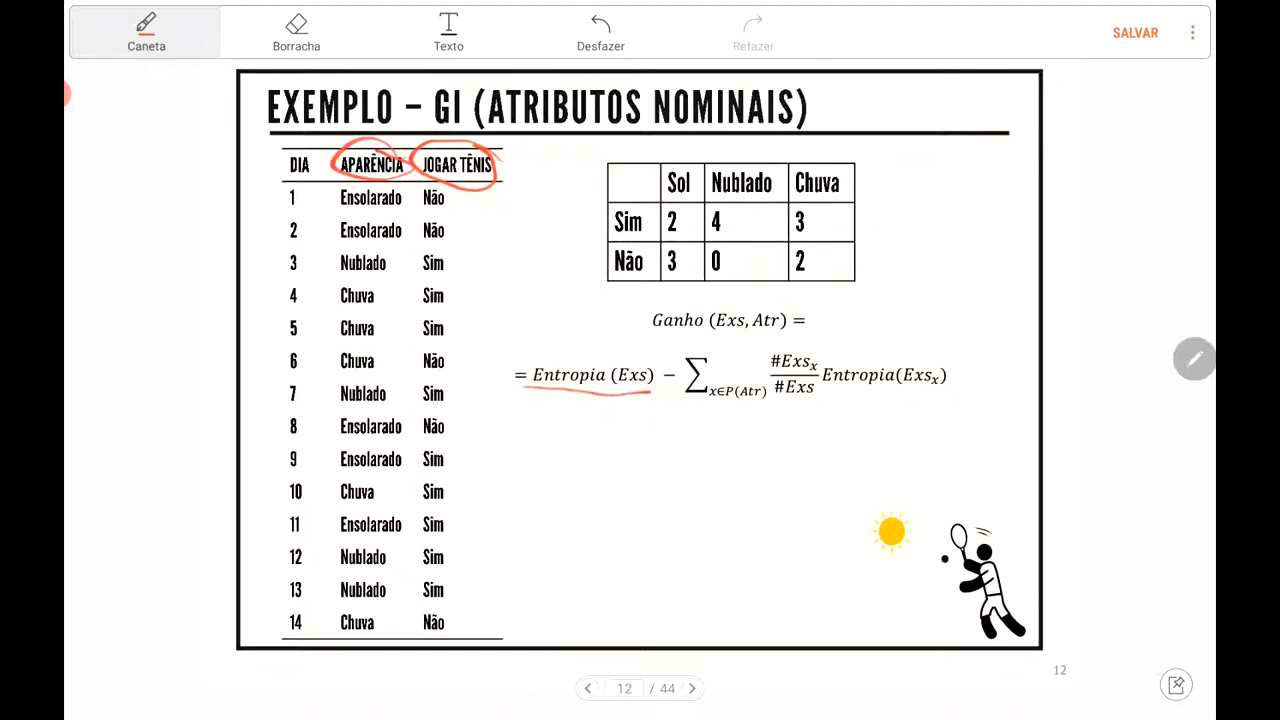 Caneta Borracha Texto Desfazer Refazer SALVAR
EXEMPLO – GI (ATRIBUTOS NOMINAIS)
DIA APARÊNCIA JOGAR TÊNIS
1 Ensolarado Não
2 Ensolarado Não
3 Nublado Sim
4 Chuva Sim
5 Chuva Sim
6 Chuva Não
7 Nublado Sim
8 Ensolarado Não
9 Ensolarado Sim
10 Chuva Sim
11 Ensolarado Sim
12 Nublado Sim
13 Nublado Sim
14 Chuva Não
Sol Nublado Chuva
Sim 2 4 3
Não 3 0 2
Ganho (Exs, Atr) =
= Entropia (Exs) − ∑x∈P(Atr) #Exsx/#Exs Entropia(Exsx)
12
12 / 44